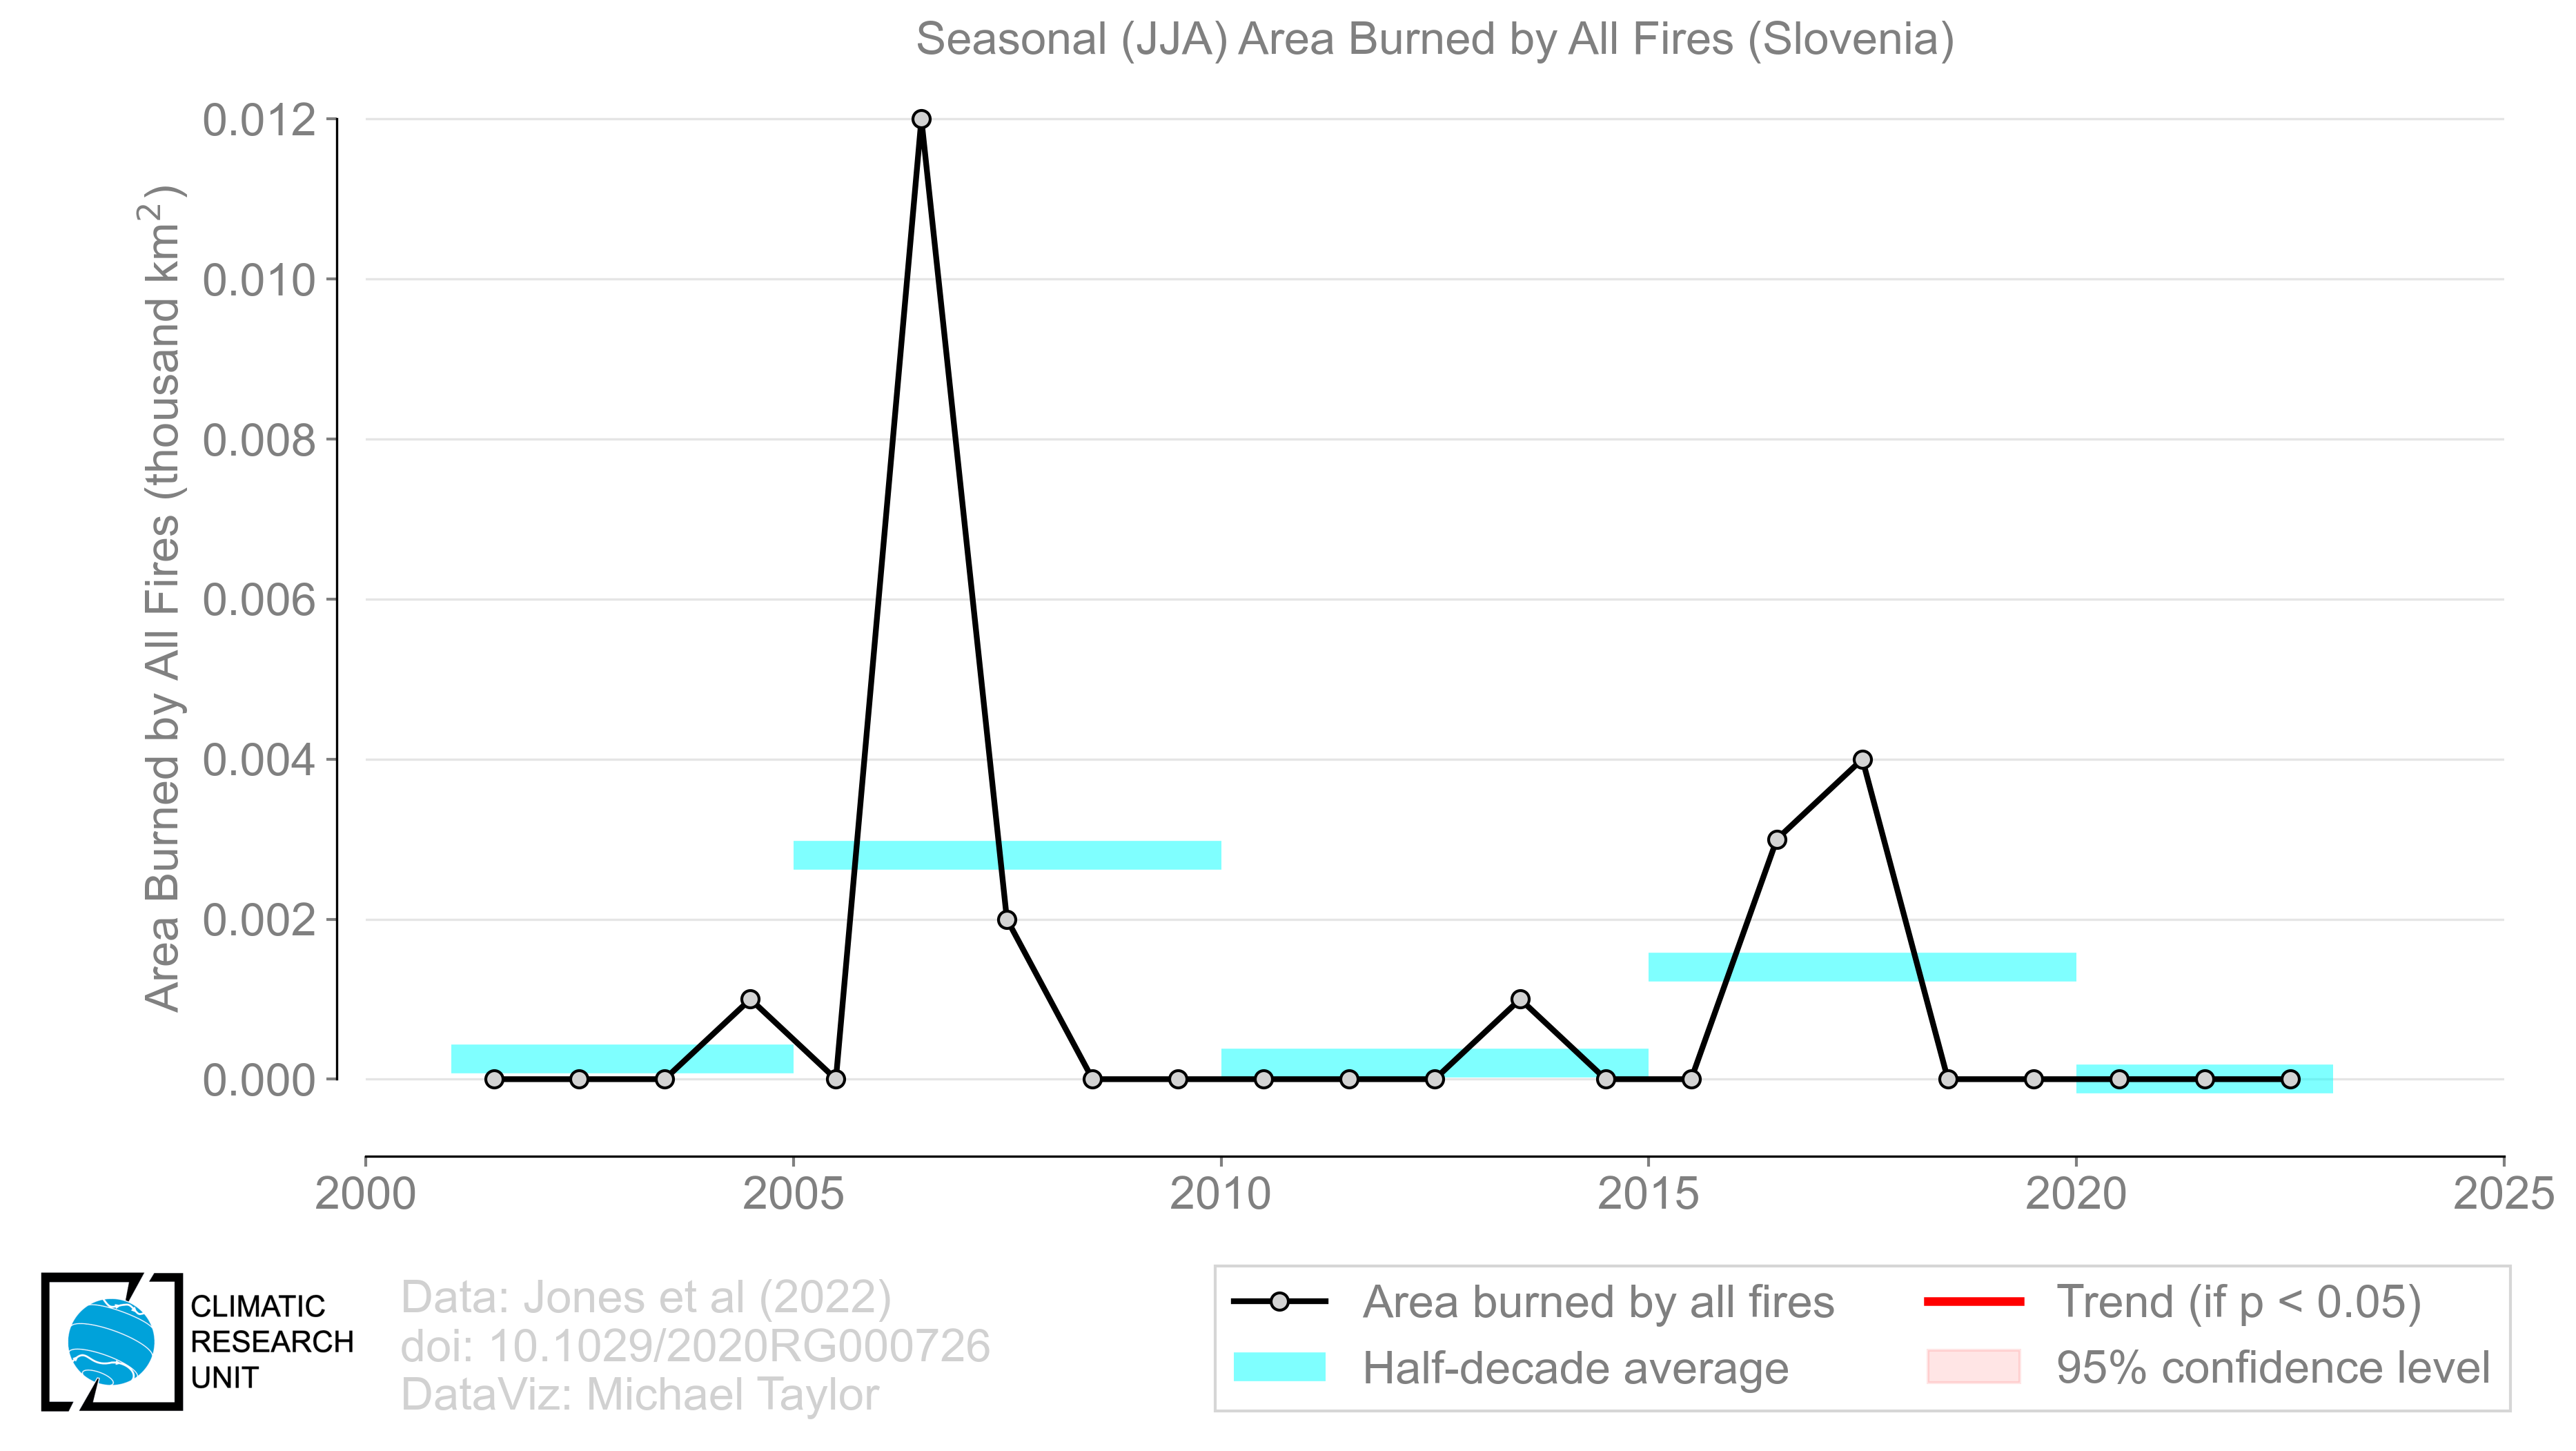 Seasonal (JJA) Area Burned by All Fires (Slovenia)
Area Burned by All Fires (thousand km²)
0.012
0.010
0.008
0.006
0.004
0.002
0.000
2000 2005 2010 2015 2020 2025
CLIMATIC
RESEARCH
UNIT
Data: Jones et al (2022)
doi: 10.1029/2020RG000726
DataViz: Michael Taylor
Area burned by all fires
Half-decade average
Trend (if p < 0.05)
95% confidence level